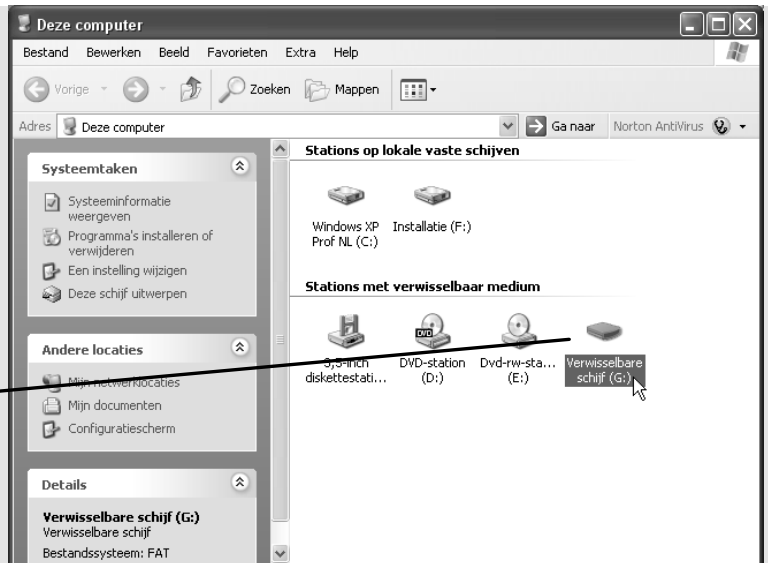 Deze computer
Bestand Bewerken Beeld Favorieten Extra Help
Vorige Zoeken Mappen
Adres Deze computer Ga naar Norton AntiVirus
Systeemtaken
Systeeminformatie
weergeven
Programma's installeren of
verwijderen
Een instelling wijzigen
Deze schijf uitwerpen
Andere locaties
Mijn netwerklocaties
Mijn documenten
Configuratiescherm
Details
Verwisselbare schijf (G:)
Verwisselbare schijf
Bestandssysteem: FAT
Stations op lokale vaste schijven
Windows XP
Prof NL (C:)
Installatie (F:)
Stations met verwisselbaar medium
DVD
3,5-inch
diskettestati...
DVD-station
(D:)
Dvd-rw-sta...
(E:)
Verwisselbare
schijf (G:)